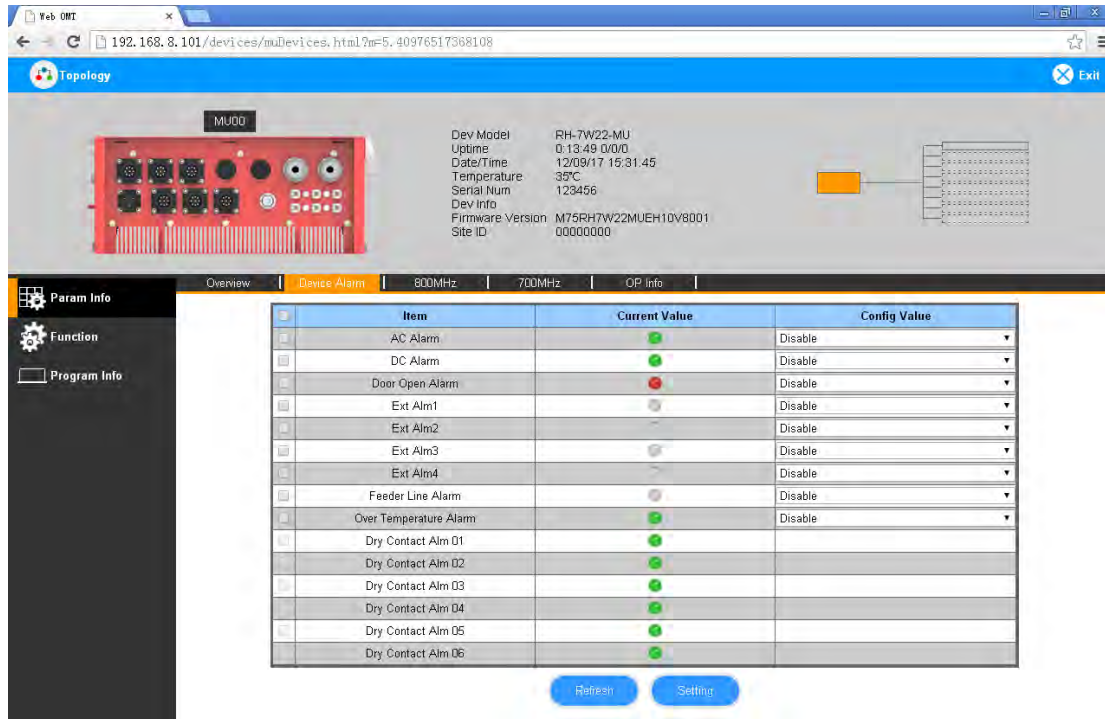 Web OMT
192.168.8.101/devices/muDevices.html?m=5.40976517368108
Topology
Exit
MU00
Dev Model RH-7W22-MU
Uptime 0:13:49 0/0/0
Date/Time 12/09/17 15:31:45
Temperature 35℃
Serial Num 123456
Dev Info
Firmware Version M75RH7W22MUEH10V8001
Site ID 00000000
Param Info
Function
Program Info
Overview Device Alarm 800MHz 700MHz OP Info
Item Current Value Config Value
AC Alarm Disable
DC Alarm Disable
Door Open Alarm Disable
Ext Alm1 Disable
Ext Alm2 Disable
Ext Alm3 Disable
Ext Alm4 Disable
Feeder Line Alarm Disable
Over Temperature Alarm Disable
Dry Contact Alm 01
Dry Contact Alm 02
Dry Contact Alm 03
Dry Contact Alm 04
Dry Contact Alm 05
Dry Contact Alm 06
Refresh Setting